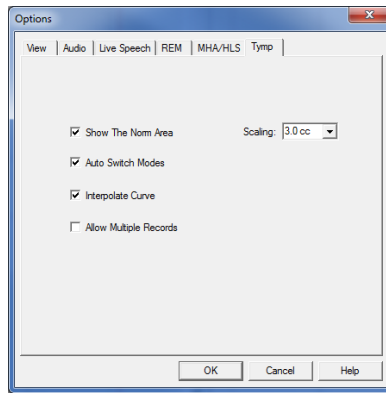 Options
View Audio Live Speech REM MHA/HLS Tymp
Show The Norm Area Scaling: 3.0 cc
Auto Switch Modes
Interpolate Curve
Allow Multiple Records
OK Cancel Help